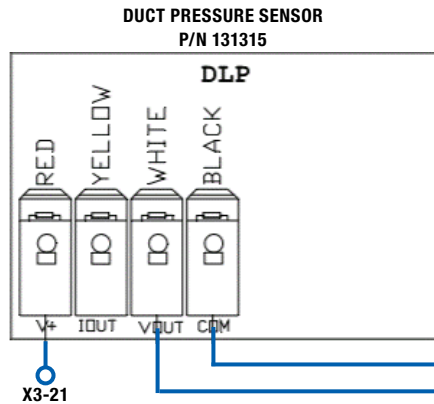 DUCT PRESSURE SENSOR
P/N 131315
DLP
RED YELLOW WHITE BLACK
V+ IOUT VOUT COM
X3-21